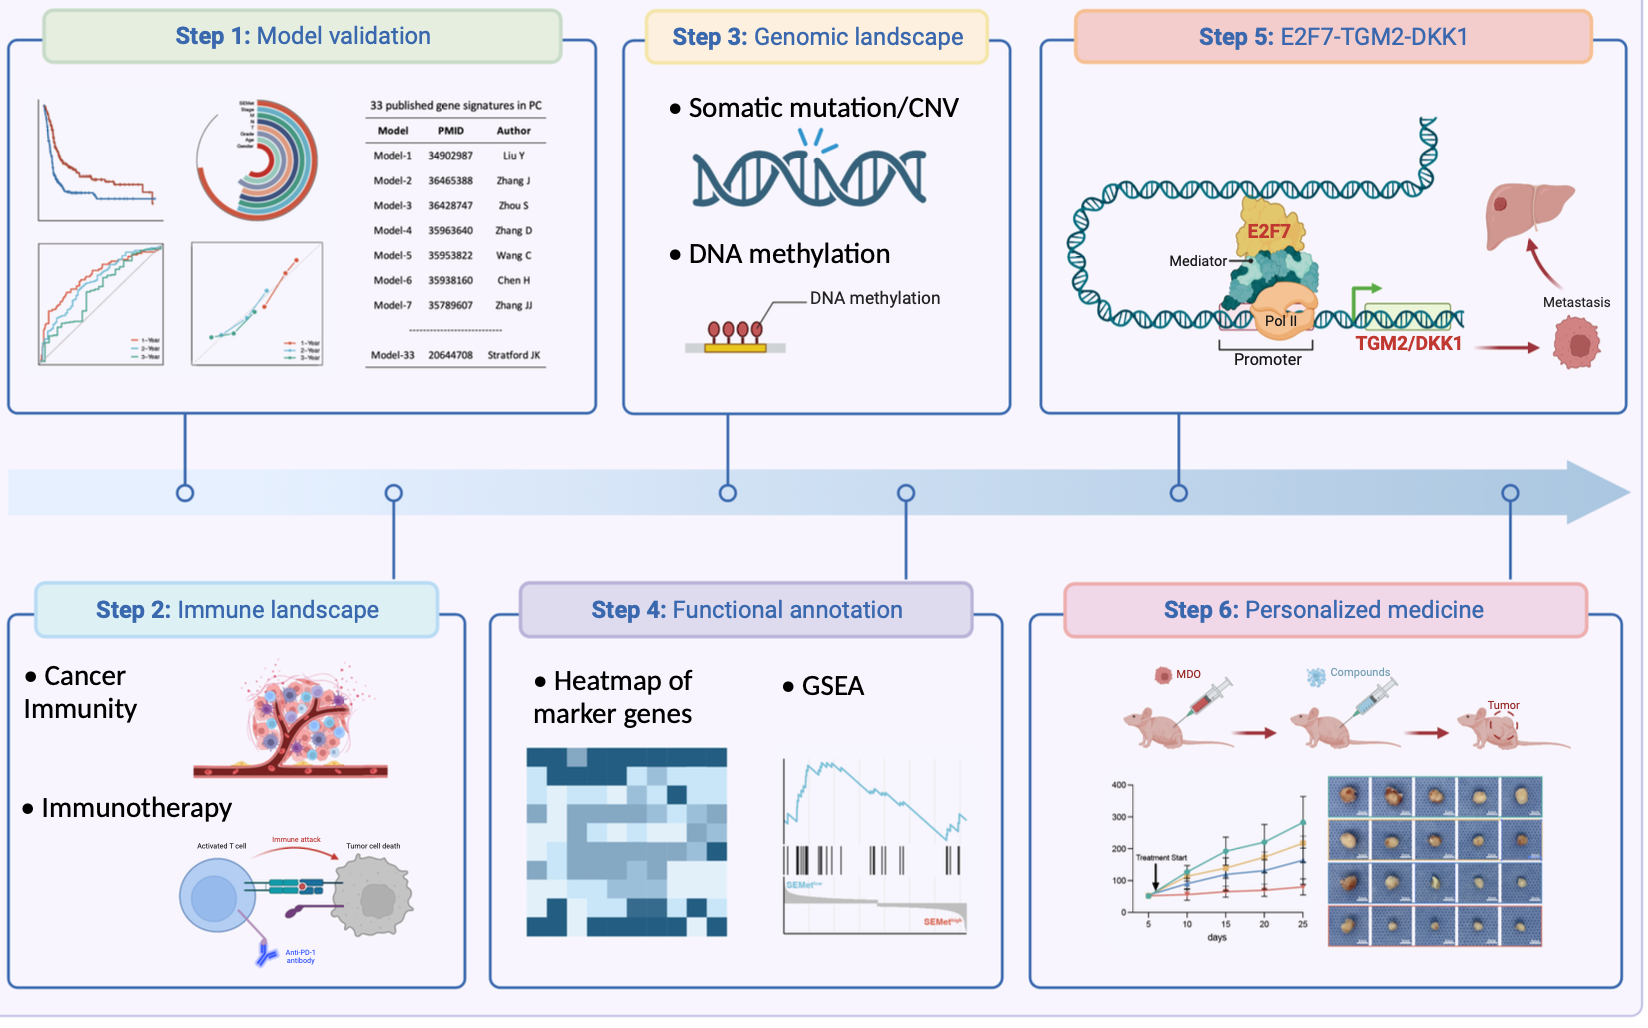 Step 1: Model validation
SEMet
Stage
M
N
T
Grade
Age
Gender
1-Year
2-Year
3-Year
1-Year
2-Year
3-Year
33 published gene signatures in PC
Model PMID Author
Model-1 34902987 Liu Y
Model-2 36465388 Zhang J
Model-3 36428747 Zhou S
Model-4 35963640 Zhang D
Model-5 35953822 Wang C
Model-6 35938160 Chen H
Model-7 35789607 Zhang JJ
----------------------------
Model-33 20644708 Stratford JK
Step 3: Genomic landscape
• Somatic mutation/CNV
• DNA methylation
DNA methylation
Step 5: E2F7-TGM2-DKK1
E2F7
Mediator
Pol II
Promoter
TGM2/DKK1
Metastasis
Step 2: Immune landscape
• Cancer
Immunity
• Immunotherapy
Activated T cell
Immune attack
Tumor cell death
Anti-PD-1
antibody
Step 4: Functional annotation
• Heatmap of
marker genes
• GSEA
SEMetlow
SEMethigh
Step 6: Personalized medicine
MDO
Compounds
Tumor
400
300
200
100
0
Treatment Start
5 10 15 20 25
days